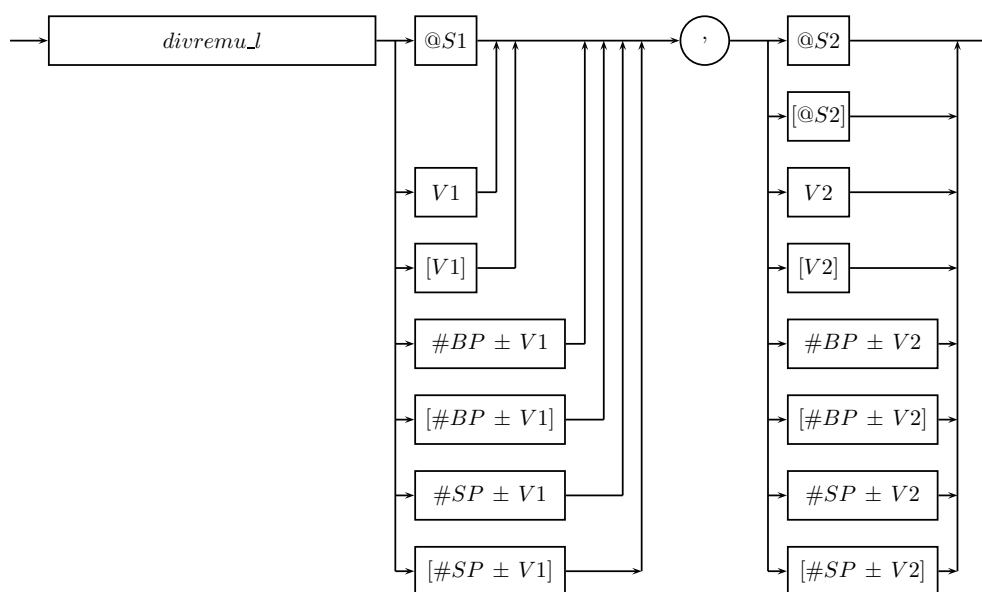 divremu_l @S1 , @S2
[@S2]
V1 V2
[V1] [V2]
#BP ± V1 #BP ± V2
[#BP ± V1] [#BP ± V2]
#SP ± V1 #SP ± V2
[#SP ± V1] [#SP ± V2]